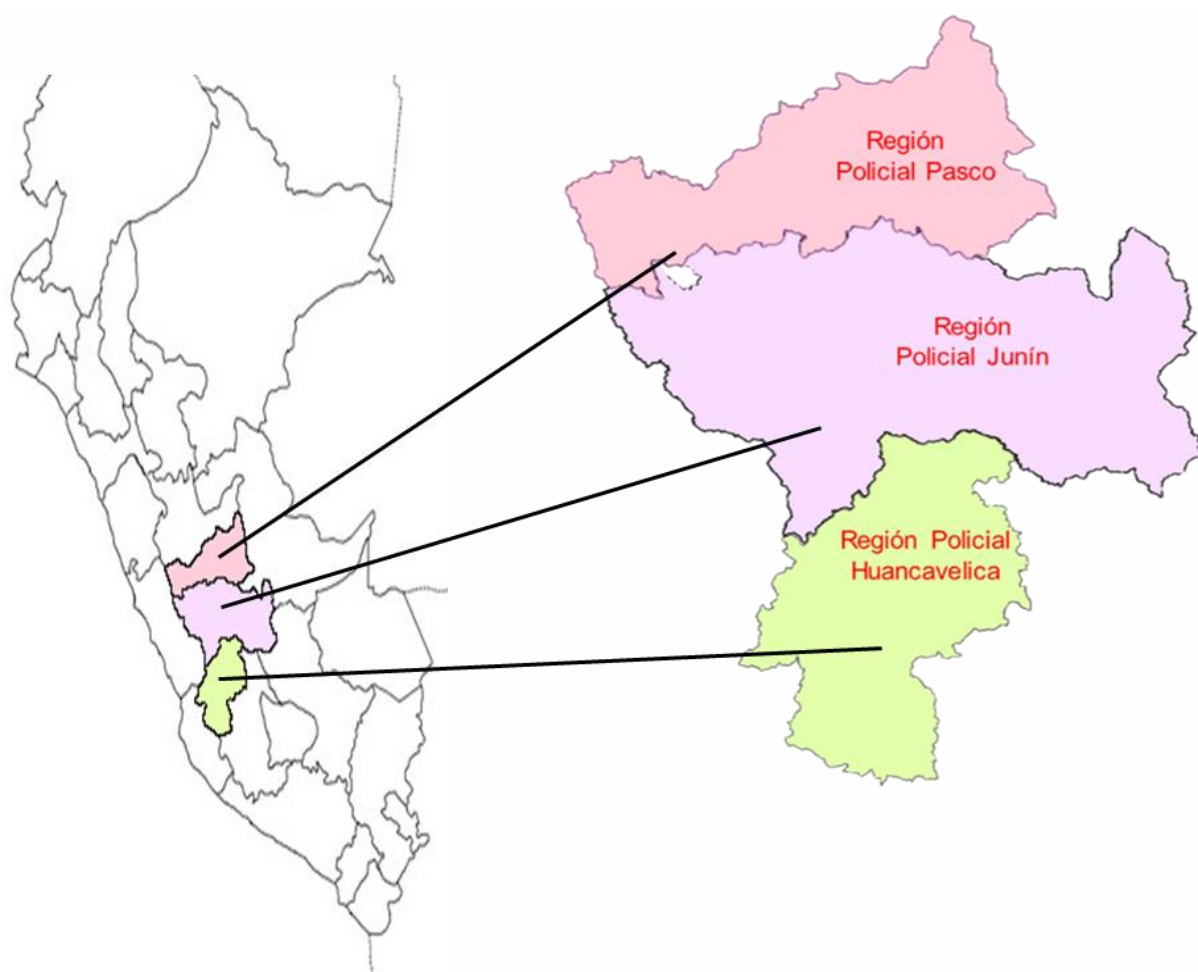 Región
Policial Pasco
Región
Policial Junín
Región Policial
Huancavelica